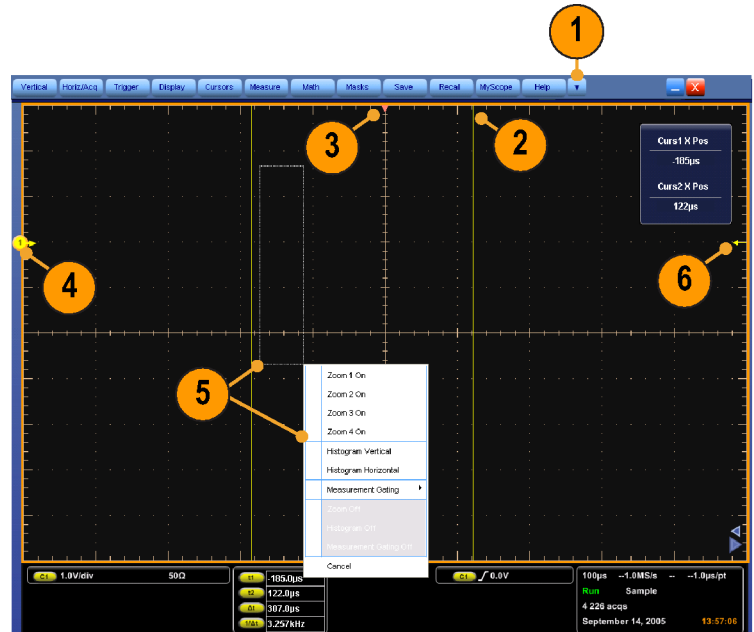 1
Vertical Horiz/Acq Trigger Display Cursors Measure Math Masks Save Recall MyScope Help
3
2
Curs1 X Pos
-185µs
Curs2 X Pos
122µs
1
4
6
5
Zoom 1 On
Zoom 2 On
Zoom 3 On
Zoom 4 On
Histogram Vertical
Histogram Horizontal
Measurement Gating
Zoom Off
Histogram Off
Measurement Gating Off
Cancel
C1 1.0V/div 50Ω
t1 -185.0µs
t2 122.0µs
Δt 307.0µs
1/Δt 3.257kHz
C1 0.0V
100µs --1.0MS/s -- --1.0µs/pt
Run Sample
4 226 acqs
September 14, 2005 13:57:06